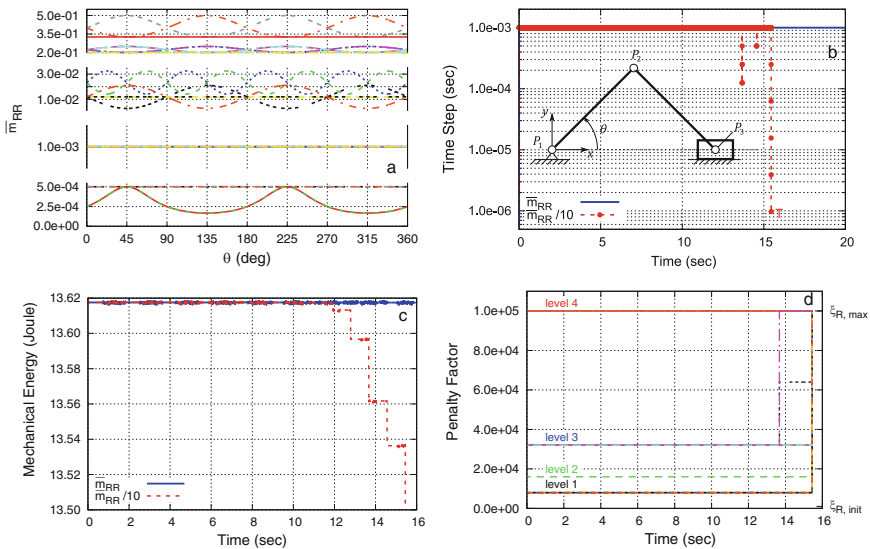 5.0e-01
3.5e-01
2.0e-01
3.0e-02
1.0e-02
1.0e-03
5.0e-04
2.5e-04
0.0e+00
m̅RR
a
0 45 90 135 180 225 270 315 360
θ (deg)
1.0e-03
1.0e-04
1.0e-05
1.0e-06
Time Step (sec)
b
P2
y
θ
P1
x
P3
m̅RR
m̅RR /10
T
0 5 10 15 20
Time (sec)
13.62
13.60
13.58
13.56
13.54
13.52
13.50
Mechanical Energy (Joule)
c
m̅RR
m̅RR /10
0 2 4 6 8 10 12 14 16
Time (sec)
1.0e+05
8.0e+04
6.0e+04
4.0e+04
2.0e+04
0.0e+00
Penalty Factor
level 4
d
level 3
level 2
level 1
ξR, max
ξR, init
0 2 4 6 8 10 12 14 16
Time (sec)